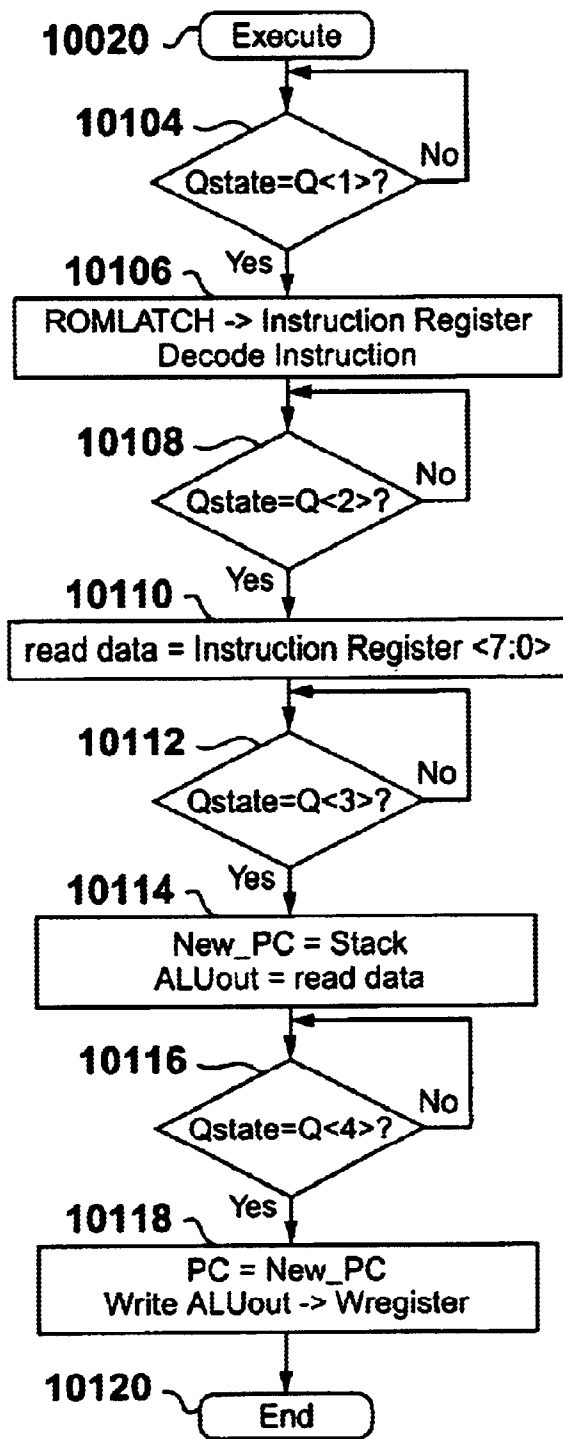 10020 Execute
10104
Qstate=Q<1>?
No
Yes
10106
ROMLATCH -> Instruction Register
Decode Instruction
10108
Qstate=Q<2>?
No
Yes
10110
read data = Instruction Register <7:0>
10112
Qstate=Q<3>?
No
Yes
10114
New_PC = Stack
ALUout = read data
10116
Qstate=Q<4>?
No
Yes
10118
PC = New_PC
Write ALUout -> Wregister
10120
End